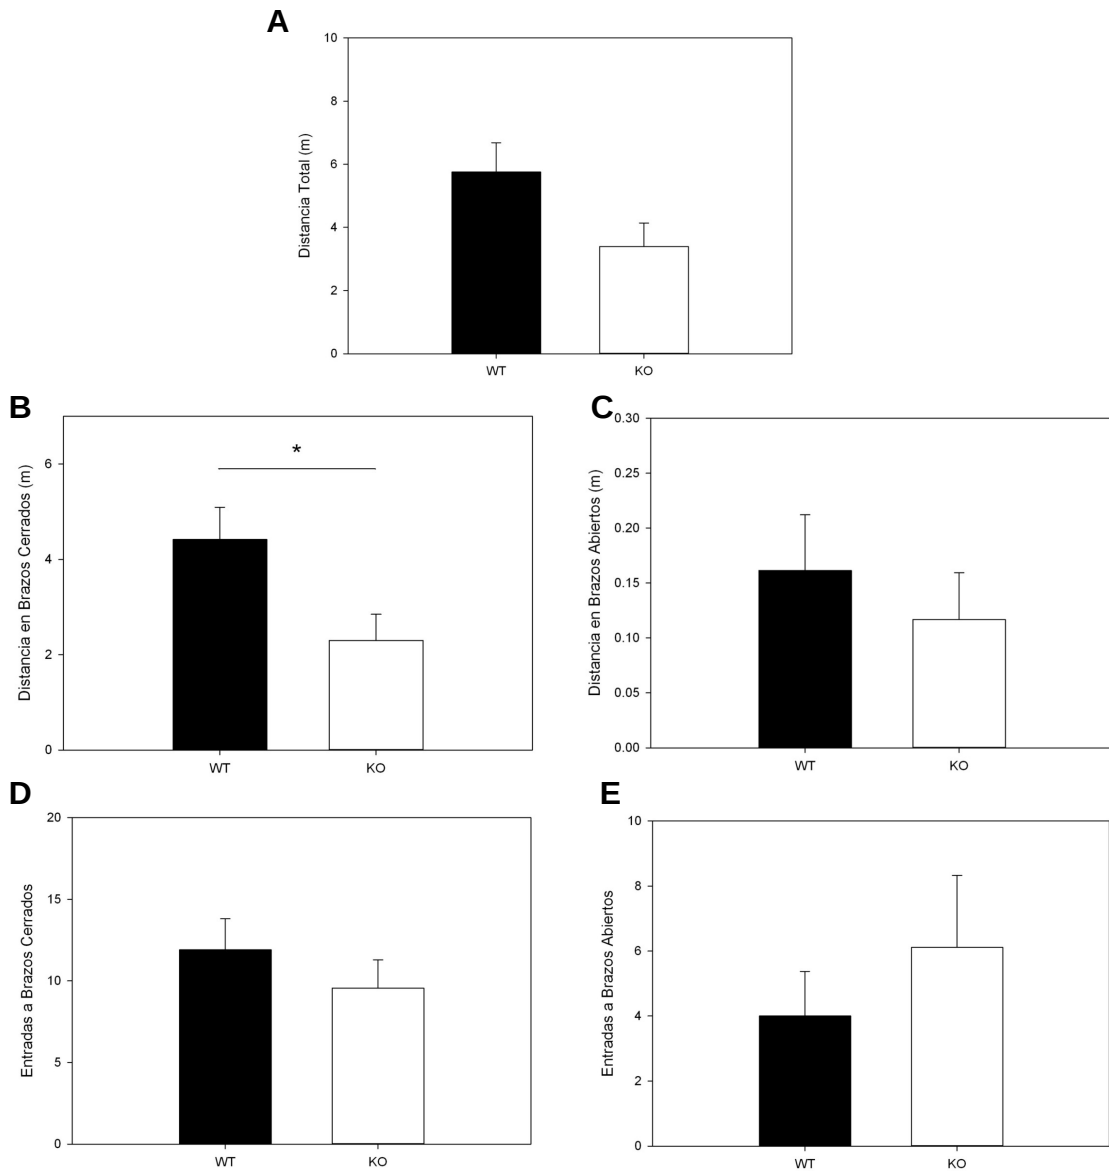 A
10
8
6
4
2
0
Distancia Total (m)
WT KO
B
6
4
2
0
Distancia en Brazos Cerrados (m)
*
WT KO
C
0.30
0.25
0.20
0.15
0.10
0.05
0.00
Distancia en Brazos Abiertos (m)
WT KO
D
20
15
10
5
0
Entradas a Brazos Cerrados
WT KO
E
10
8
6
4
2
0
Entradas a Brazos Abiertos
WT KO